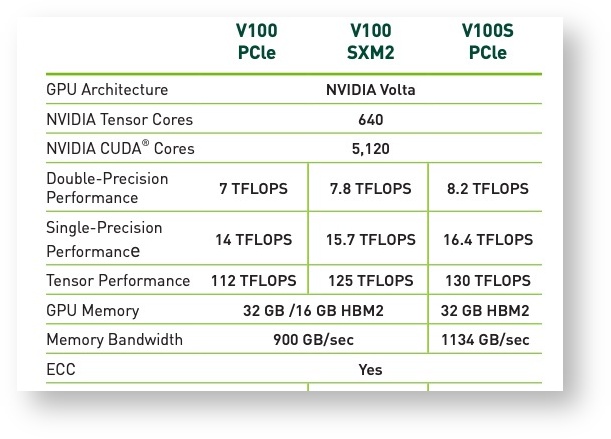 V100 PCIe V100 SXM2 V100S PCIe
GPU Architecture NVIDIA Volta
NVIDIA Tensor Cores 640
NVIDIA CUDA® Cores 5,120
Double-Precision Performance 7 TFLOPS 7.8 TFLOPS 8.2 TFLOPS
Single-Precision Performance 14 TFLOPS 15.7 TFLOPS 16.4 TFLOPS
Tensor Performance 112 TFLOPS 125 TFLOPS 130 TFLOPS
GPU Memory 32 GB /16 GB HBM2 32 GB HBM2
Memory Bandwidth 900 GB/sec 1134 GB/sec
ECC Yes